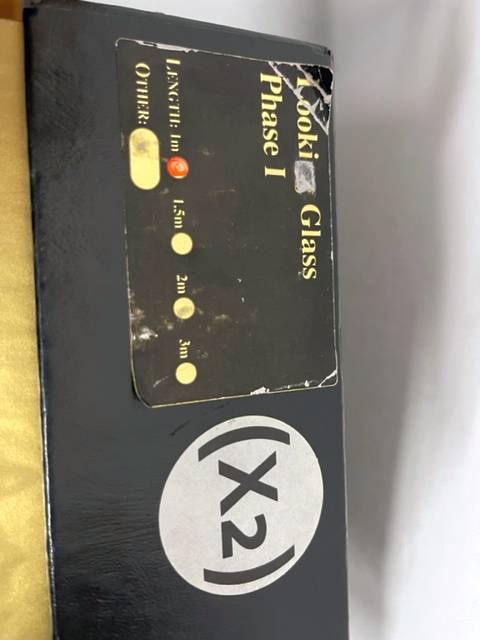 Glass
Phase I
LENGTH: 1m 1.5m 2m 3m
OTHER:
(X2)